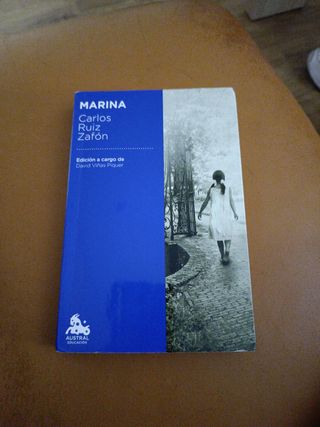 MARINA
Carlos
Ruiz
Zafón
Edición a cargo de
David Viñas Piquer
AUSTRAL
EDUCACIÓN